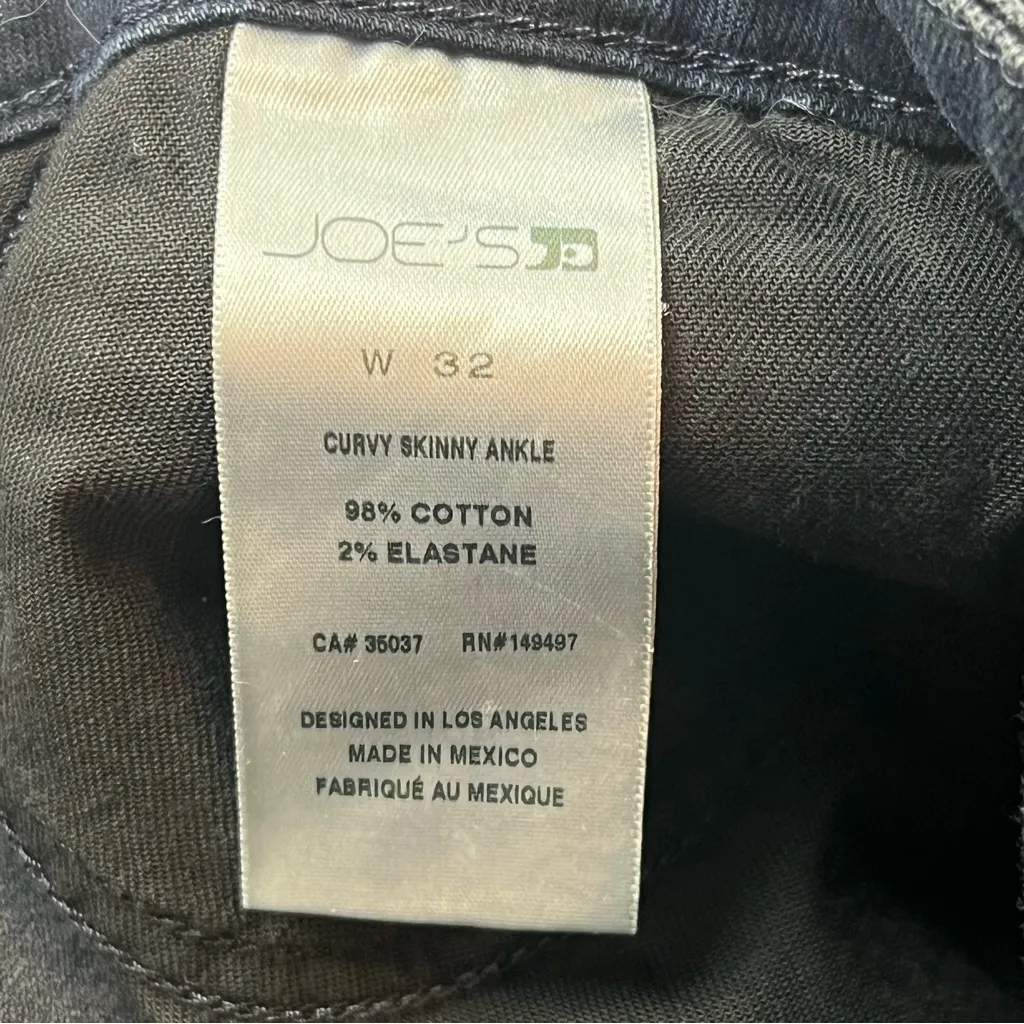 JOE'S
W 32
CURVY SKINNY ANKLE
98% COTTON
2% ELASTANE
CA# 35037 RN#149497
DESIGNED IN LOS ANGELES
MADE IN MEXICO
FABRIQUÉ AU MEXIQUE